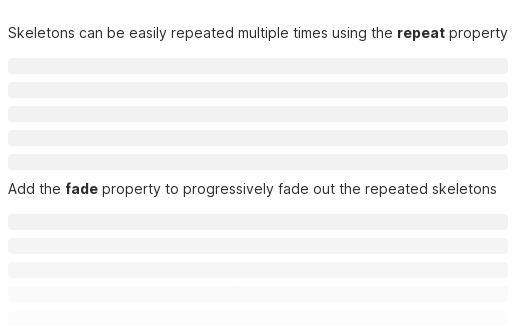 Skeletons can be easily repeated multiple times using the repeat property
Add the fade property to progressively fade out the repeated skeletons